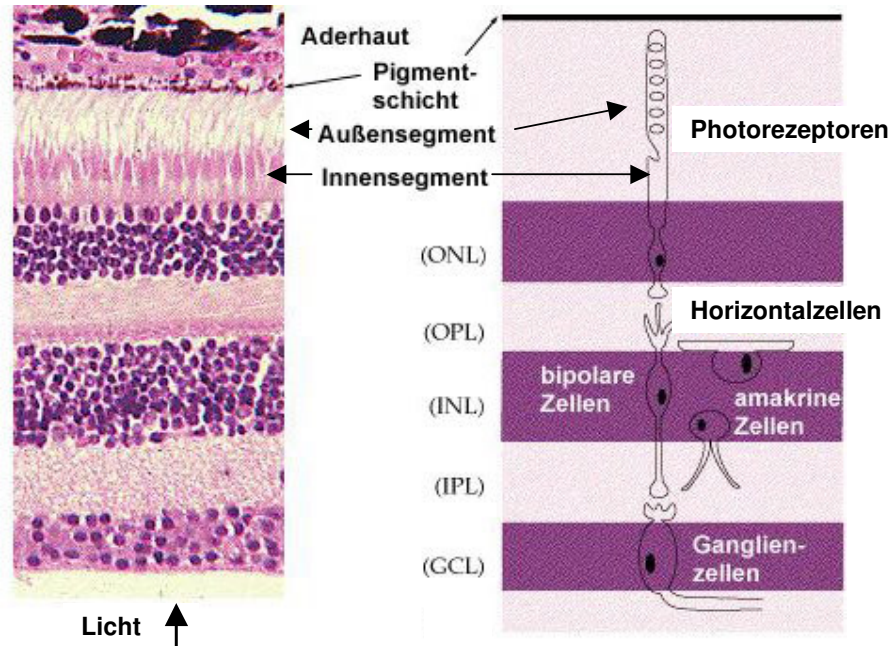 Aderhaut
Pigment-
schicht
Außensegment
Photorezeptoren
Innensegment
(ONL)
Horizontalzellen
(OPL)
bipolare
Zellen
(INL)
amakrine
Zellen
(IPL)
Ganglien-
zellen
(GCL)
Licht